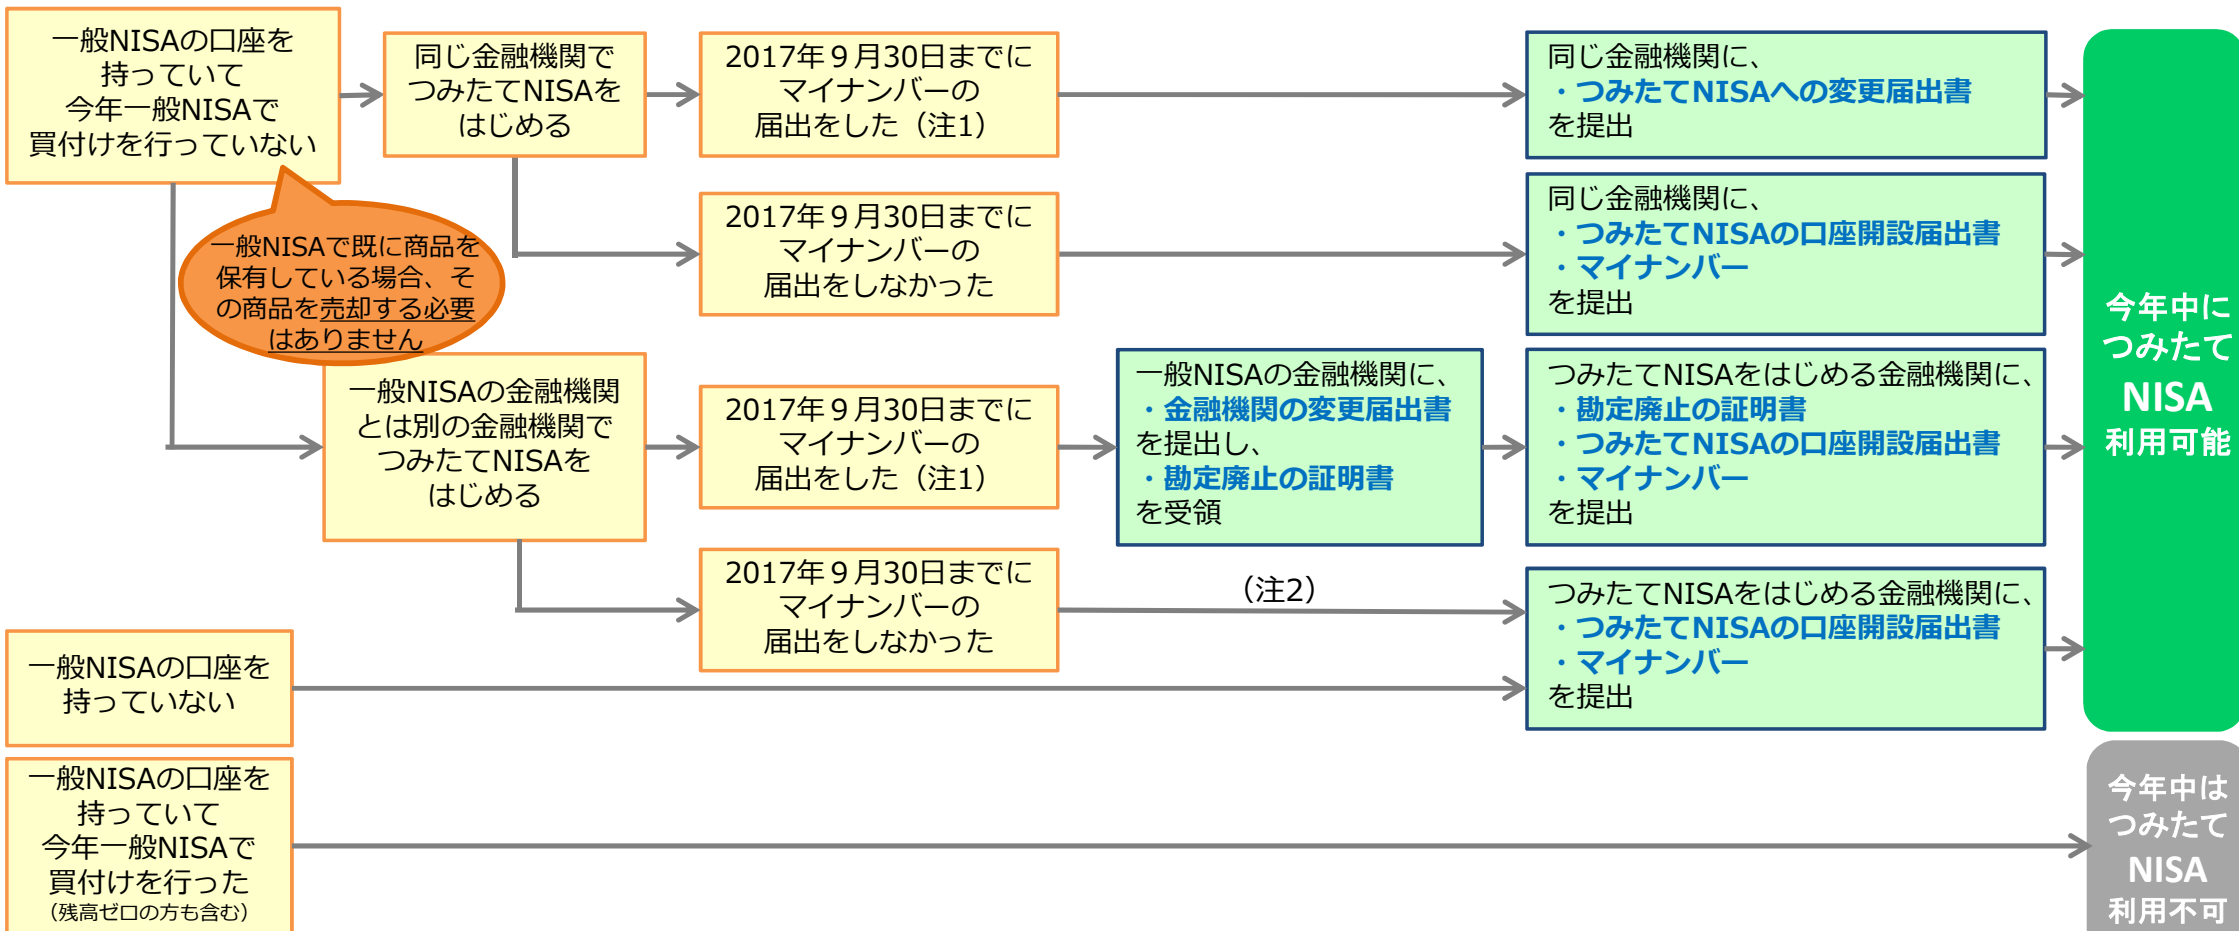 一般NISAの口座を
持っていて
今年一般NISAで
買付けを行っていない
同じ金融機関で
つみたてNISAを
はじめる
2017年９月30日までに
マイナンバーの
届出をした（注1）
同じ金融機関に、
・つみたてNISAへの変更届出書
を提出
2017年９月30日までに
マイナンバーの
届出をしなかった
同じ金融機関に、
・つみたてNISAの口座開設届出書
・マイナンバー
を提出
一般NISAで既に商品を
保有している場合、そ
の商品を売却する必要
はありません
一般NISAの金融機関
とは別の金融機関で
つみたてNISAを
はじめる
2017年９月30日までに
マイナンバーの
届出をした（注1）
一般NISAの金融機関に、
・金融機関の変更届出書
を提出し、
・勘定廃止の証明書
を受領
つみたてNISAをはじめる金融機関に、
・勘定廃止の証明書
・つみたてNISAの口座開設届出書
・マイナンバー
を提出
2017年９月30日までに
マイナンバーの
届出をしなかった
（注2）
つみたてNISAをはじめる金融機関に、
・つみたてNISAの口座開設届出書
・マイナンバー
を提出
今年中に
つみたて
NISA
利用可能
一般NISAの口座を
持っていない
一般NISAの口座を
持っていて
今年一般NISAで
買付けを行った
（残高ゼロの方も含む）
今年中は
つみたて
NISA
利用不可